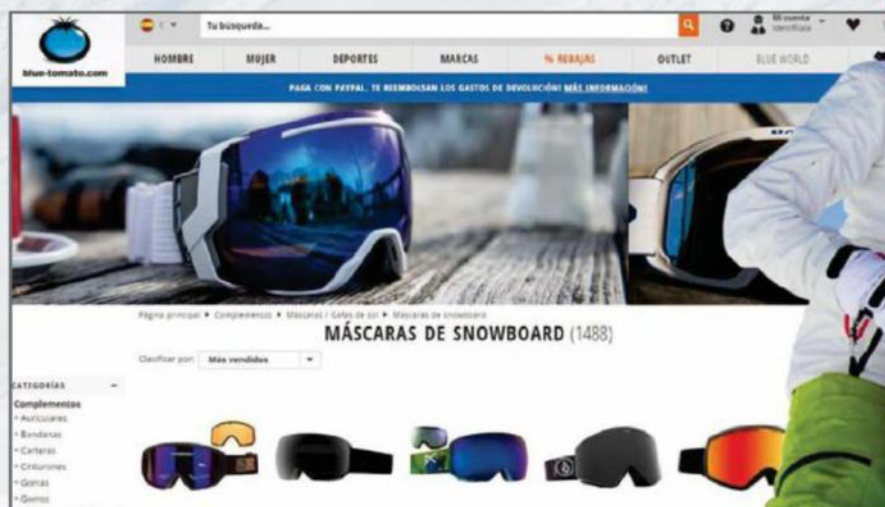 blue-tomato.com
Tu búsqueda...
Mi cuenta
Identifícate
HOMBRE MUJER DEPORTES MARCAS % REBAJAS OUTLET BLUE WORLD
PAGA CON PAYPAL, TE REEMBOLSAN LOS GASTOS DE DEVOLUCIÓN! MÁS INFORMACIÓN!
Página principal ▸ Complementos ▸ Máscaras / Gafas de sol ▸ Máscaras de snowboard
MÁSCARAS DE SNOWBOARD (1488)
Clasificar por: Más vendidos
CATEGORÍAS
Complementos
Auriculares
Bandanas
Carteras
Cinturones
Gorras
Gorros